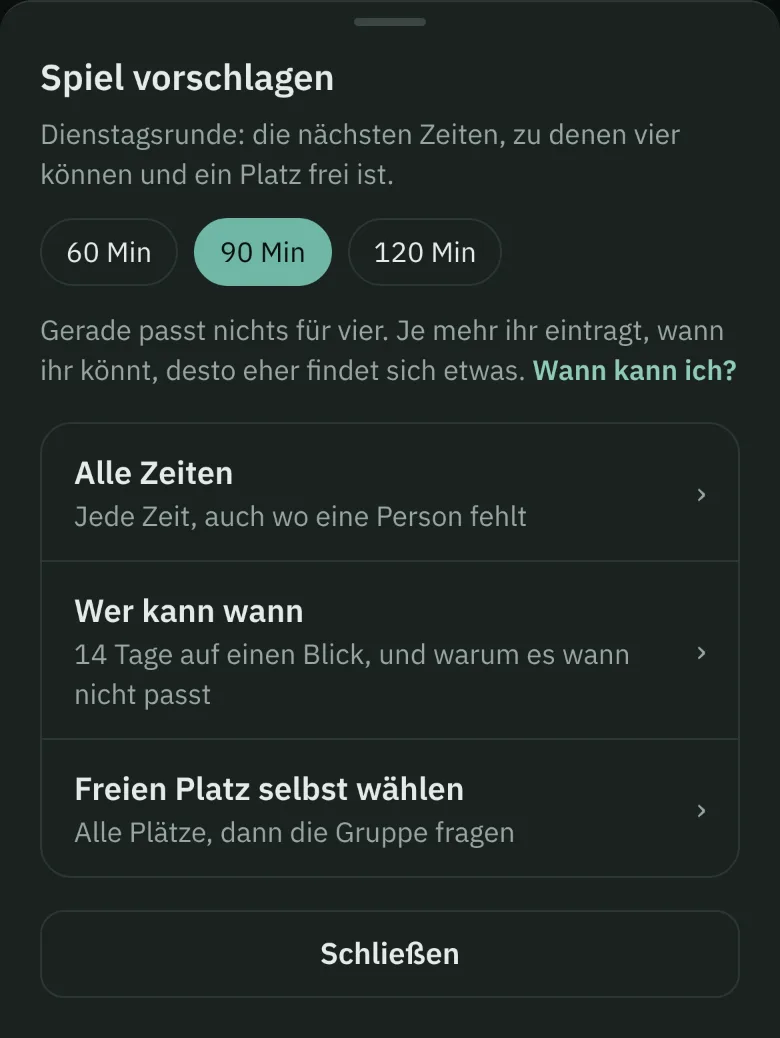 Spiel vorschlagen
Dienstagsrunde: die nächsten Zeiten, zu denen vier
können und ein Platz frei ist.
60 Min
90 Min
120 Min
Gerade passt nichts für vier. Je mehr ihr eintragt, wann
ihr könnt, desto eher findet sich etwas. Wann kann ich?
Alle Zeiten
Jede Zeit, auch wo eine Person fehlt
Wer kann wann
14 Tage auf einen Blick, und warum es wann
nicht passt
Freien Platz selbst wählen
Alle Plätze, dann die Gruppe fragen
Schließen